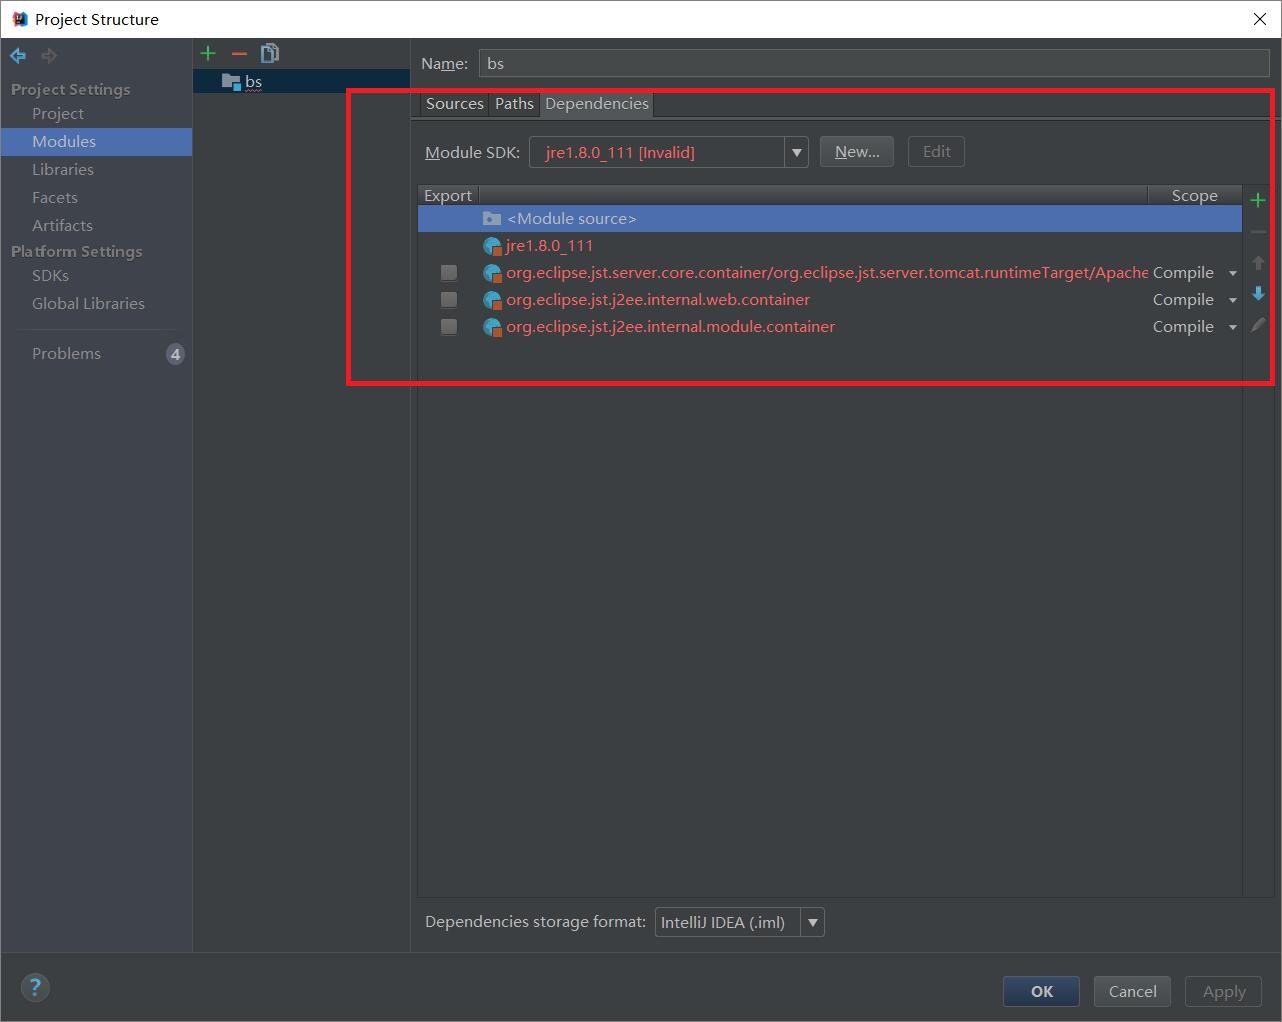 Project Structure
Project Settings
Project
Modules
Libraries
Facets
Artifacts
Platform Settings
SDKs
Global Libraries
Problems 4
bs
Name: bs
Sources Paths Dependencies
Module SDK: jre1.8.0_111 [Invalid] New... Edit
Export Scope
<Module source>
jre1.8.0_111
org.eclipse.jst.server.core.container/org.eclipse.jst.server.tomcat.runtimeTarget/Apache Compile
org.eclipse.jst.j2ee.internal.web.container Compile
org.eclipse.jst.j2ee.internal.module.container Compile
Dependencies storage format: IntelliJ IDEA (.iml)
? OK Cancel Apply